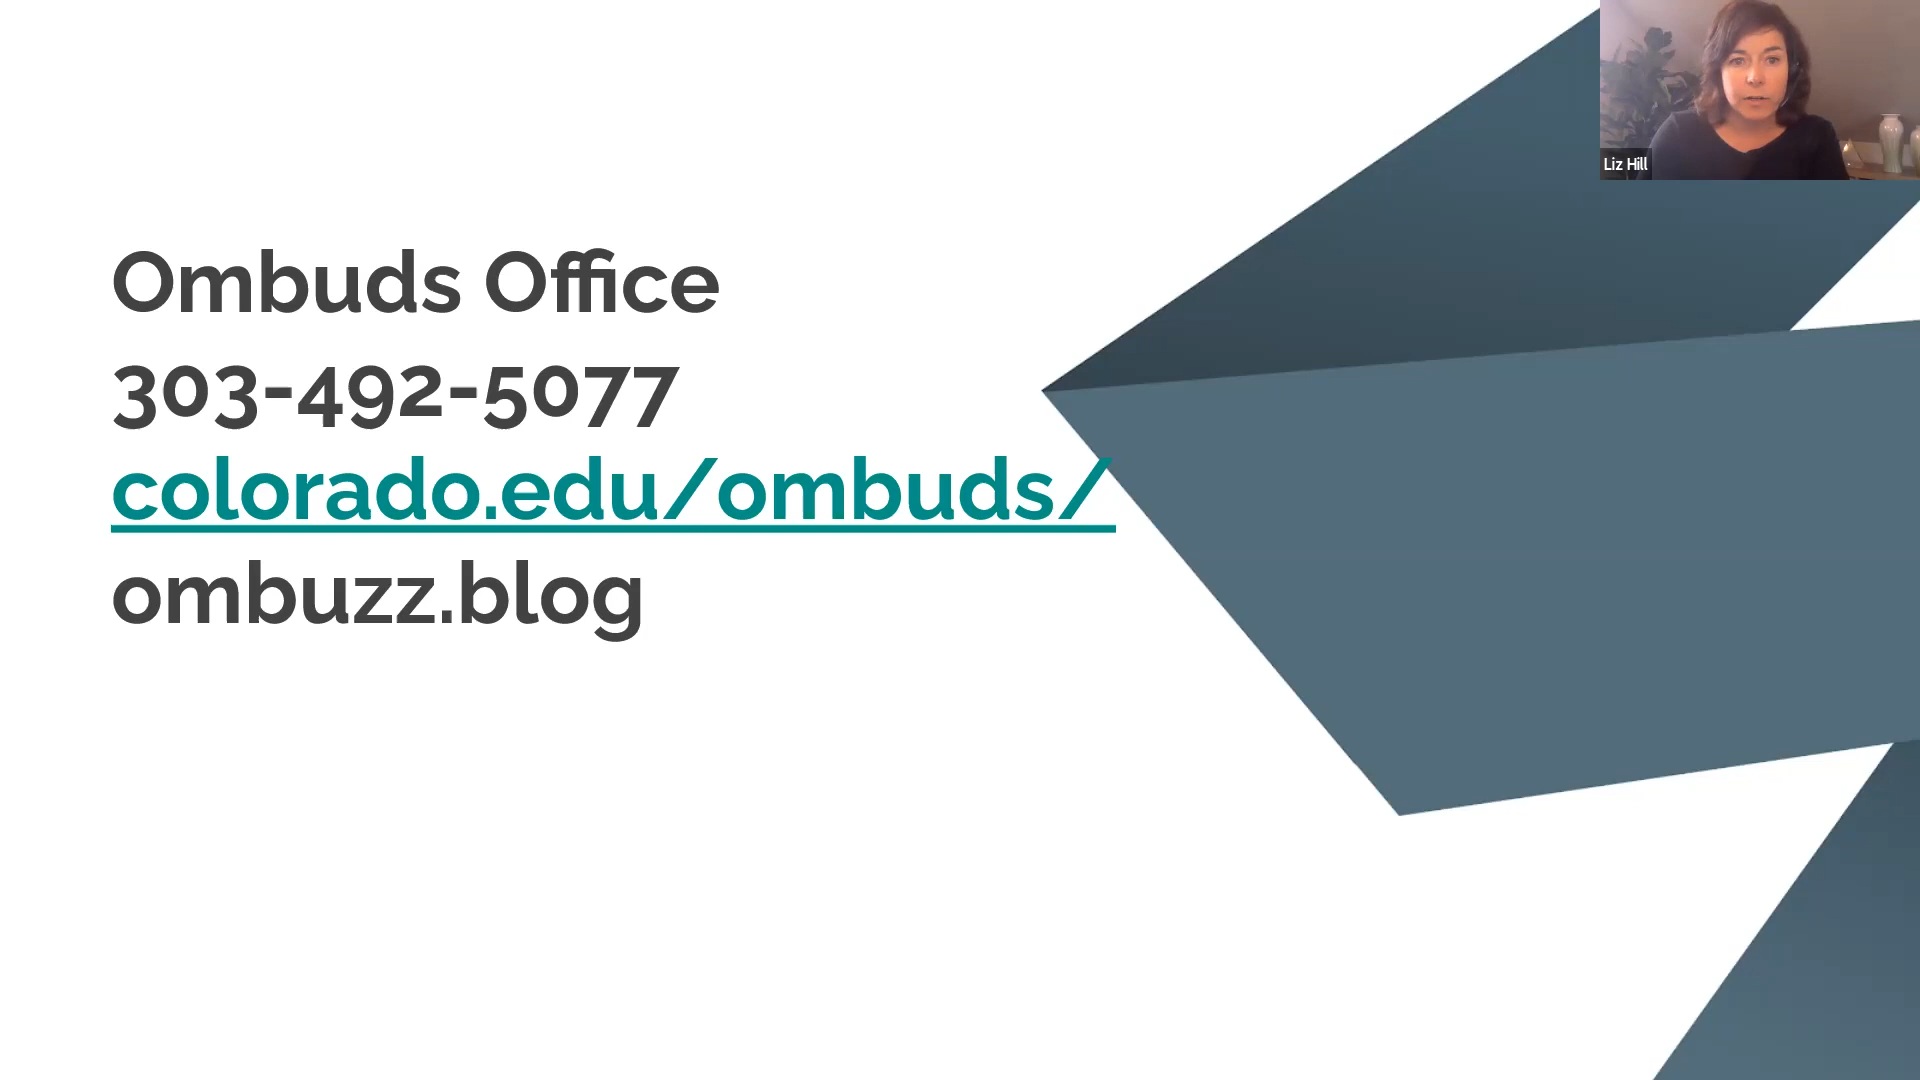 Ombuds Office
303-492-5077
colorado.edu/ombuds/
ombuzz.blog
Liz Hill